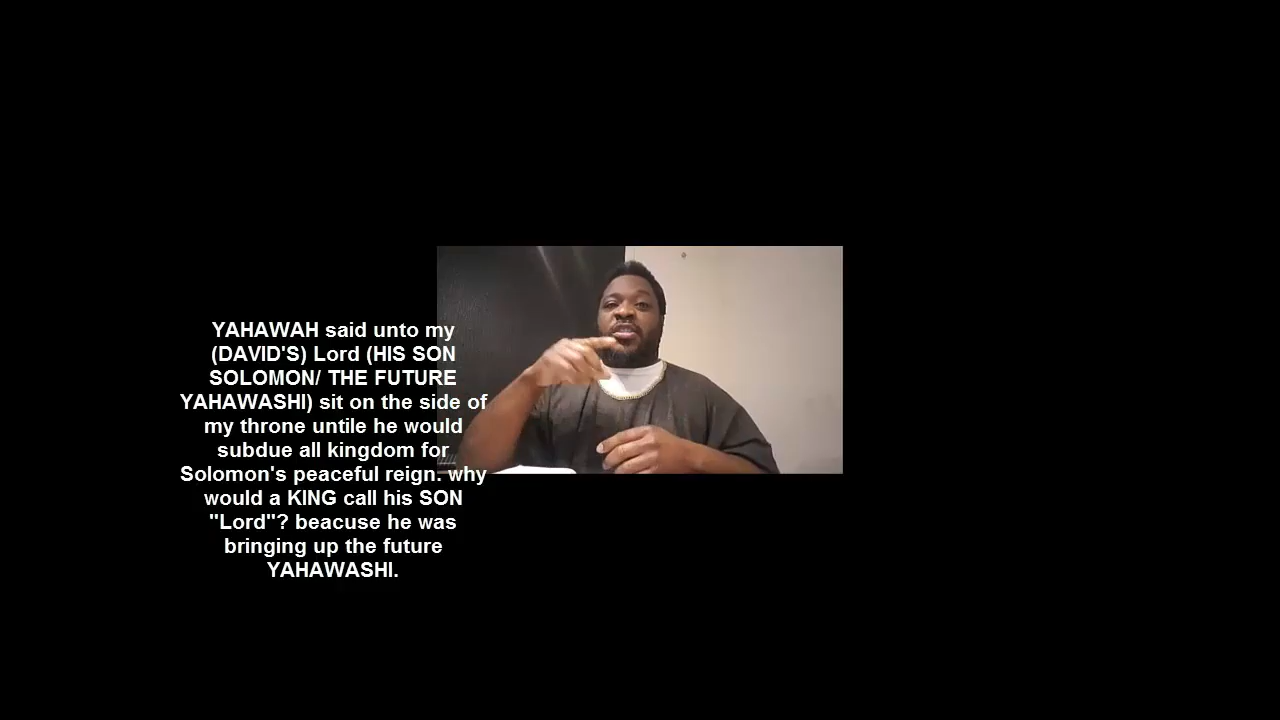 YAHAWAH said unto my
(DAVID'S) Lord (HIS SON
SOLOMON/ THE FUTURE
YAHAWASHI) sit on the side of
my throne untile he would
subdue all kingdom for
Solomon's peaceful reign. why
would a KING call his SON
"Lord"? beacuse he was
bringing up the future
YAHAWASHI.